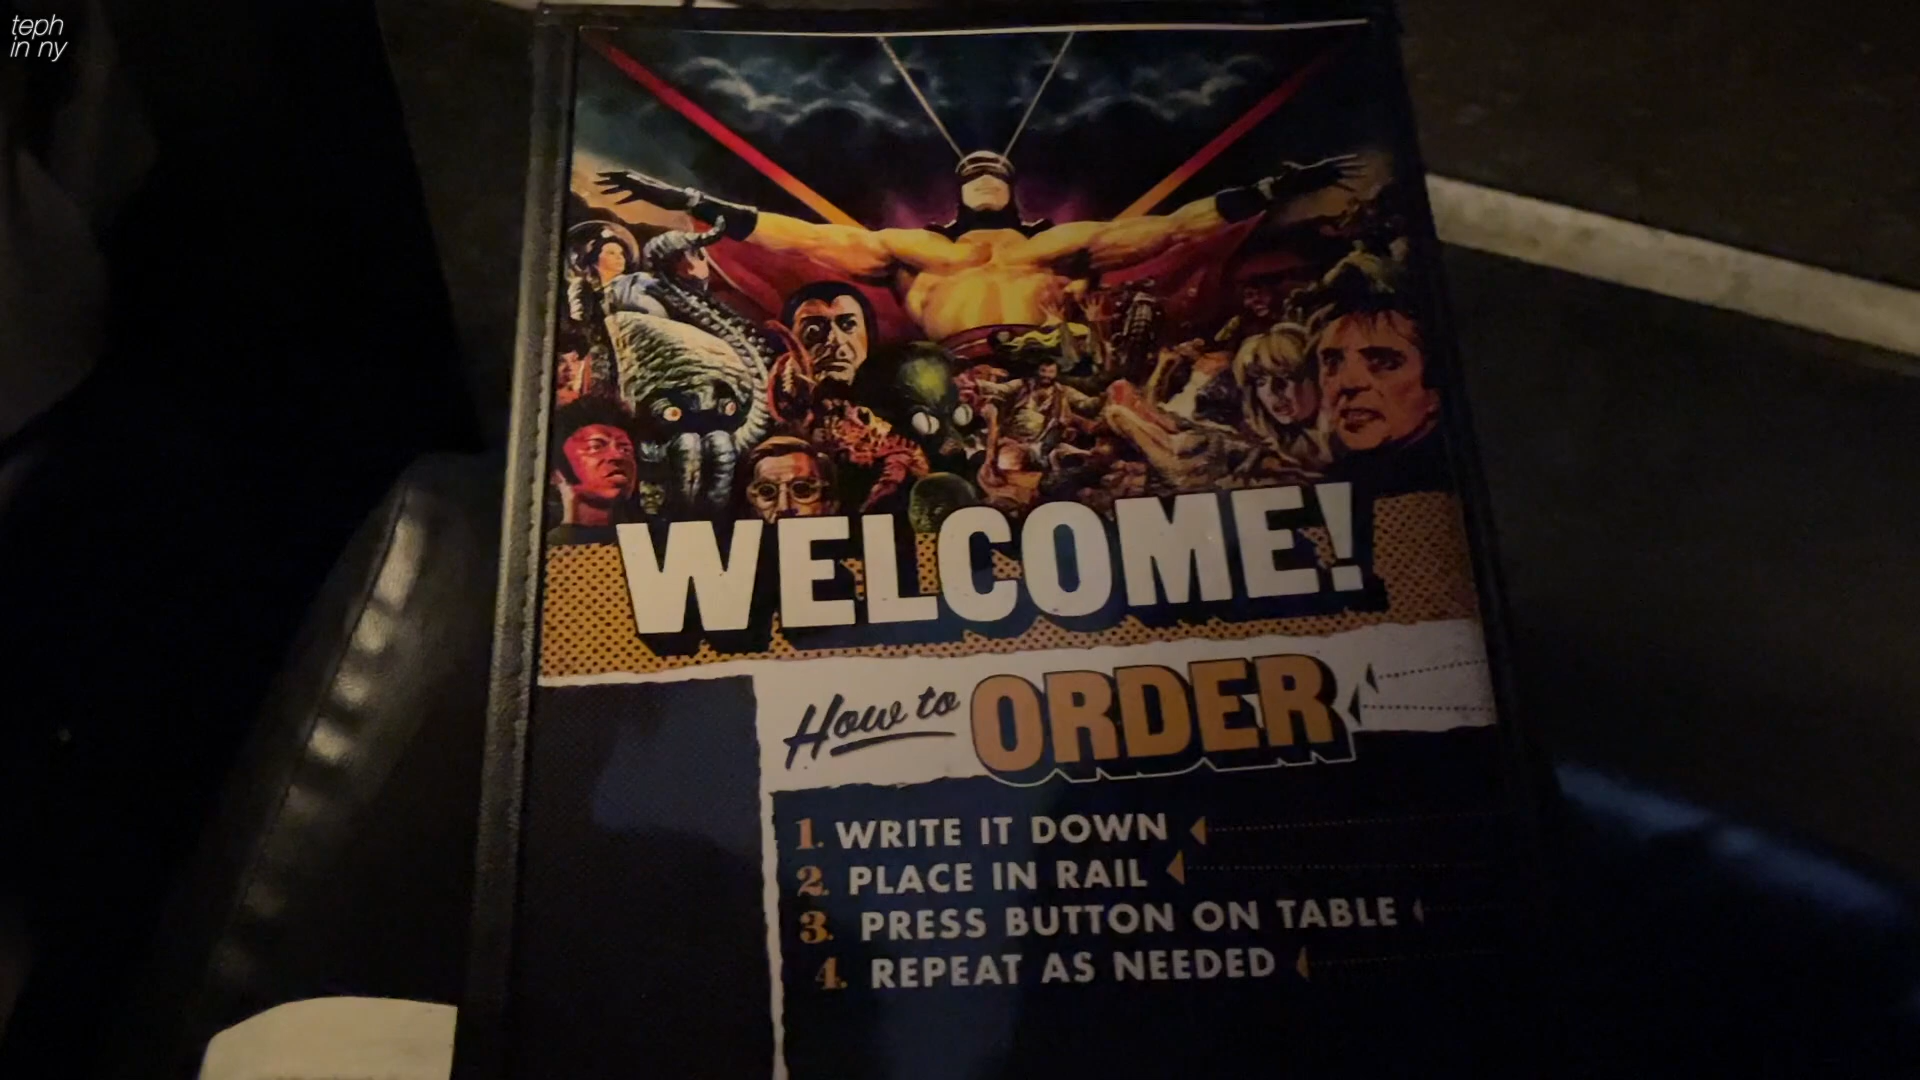 teph
in ny
WELCOME!
How to ORDER
1. WRITE IT DOWN
2. PLACE IN RAIL
3. PRESS BUTTON ON TABLE
4. REPEAT AS NEEDED